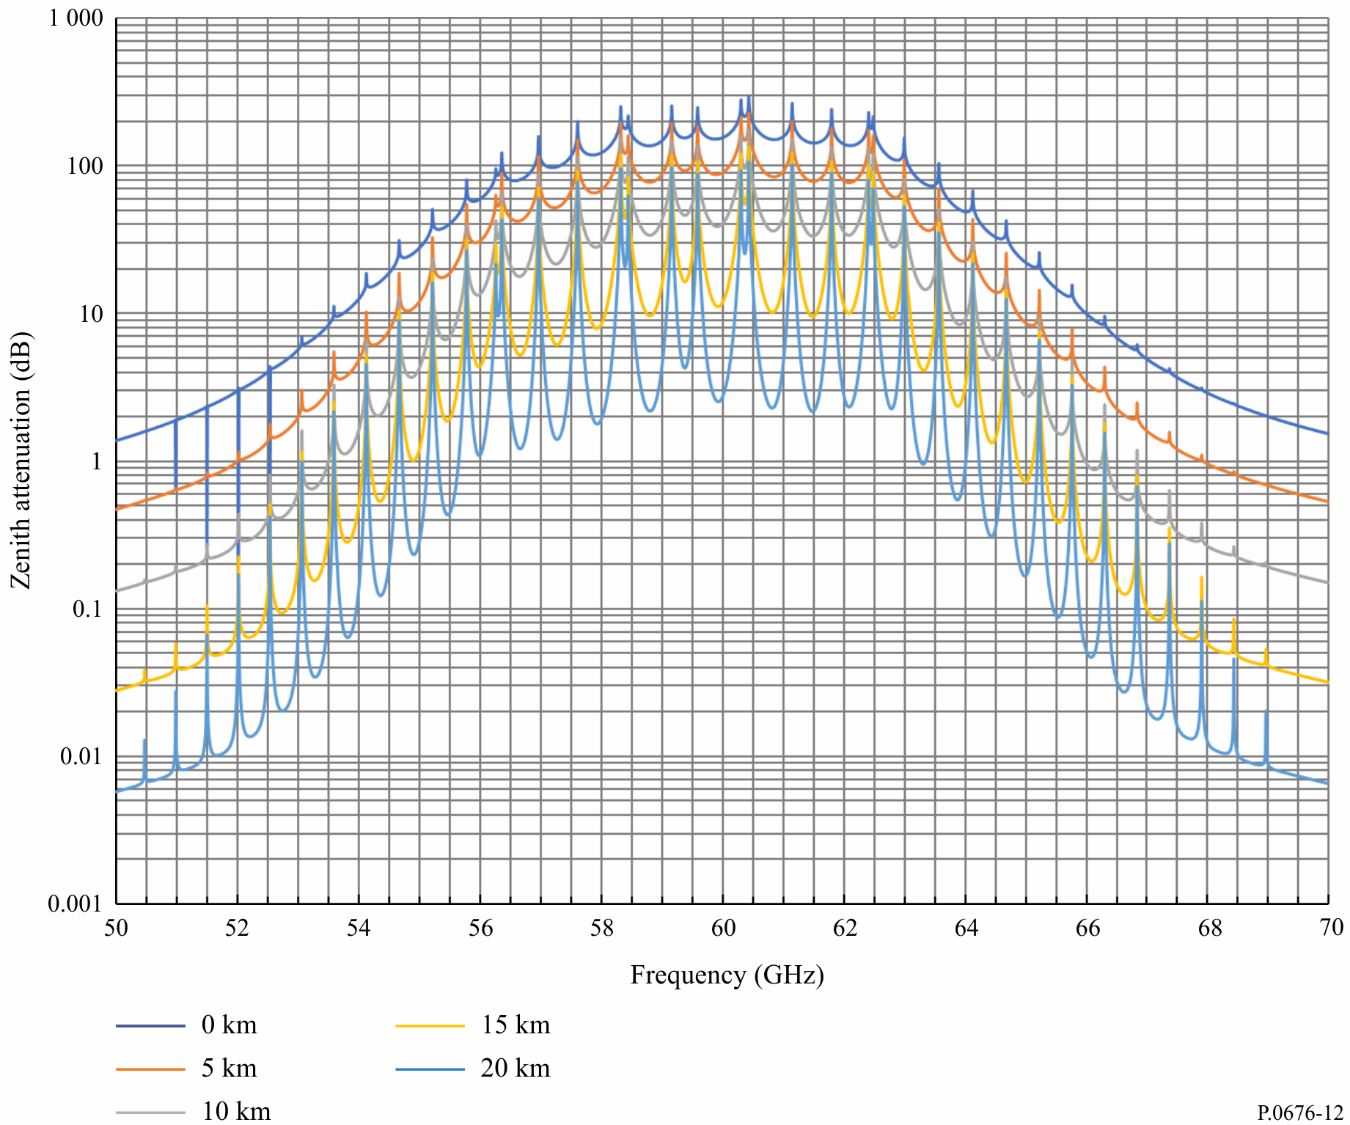 1 000
100
10
1
0.1
0.01
0.001
Zenith attenuation (dB)
50 52 54 56 58 60 62 64 66 68 70
Frequency (GHz)
0 km
15 km
5 km
20 km
10 km
P.0676-12